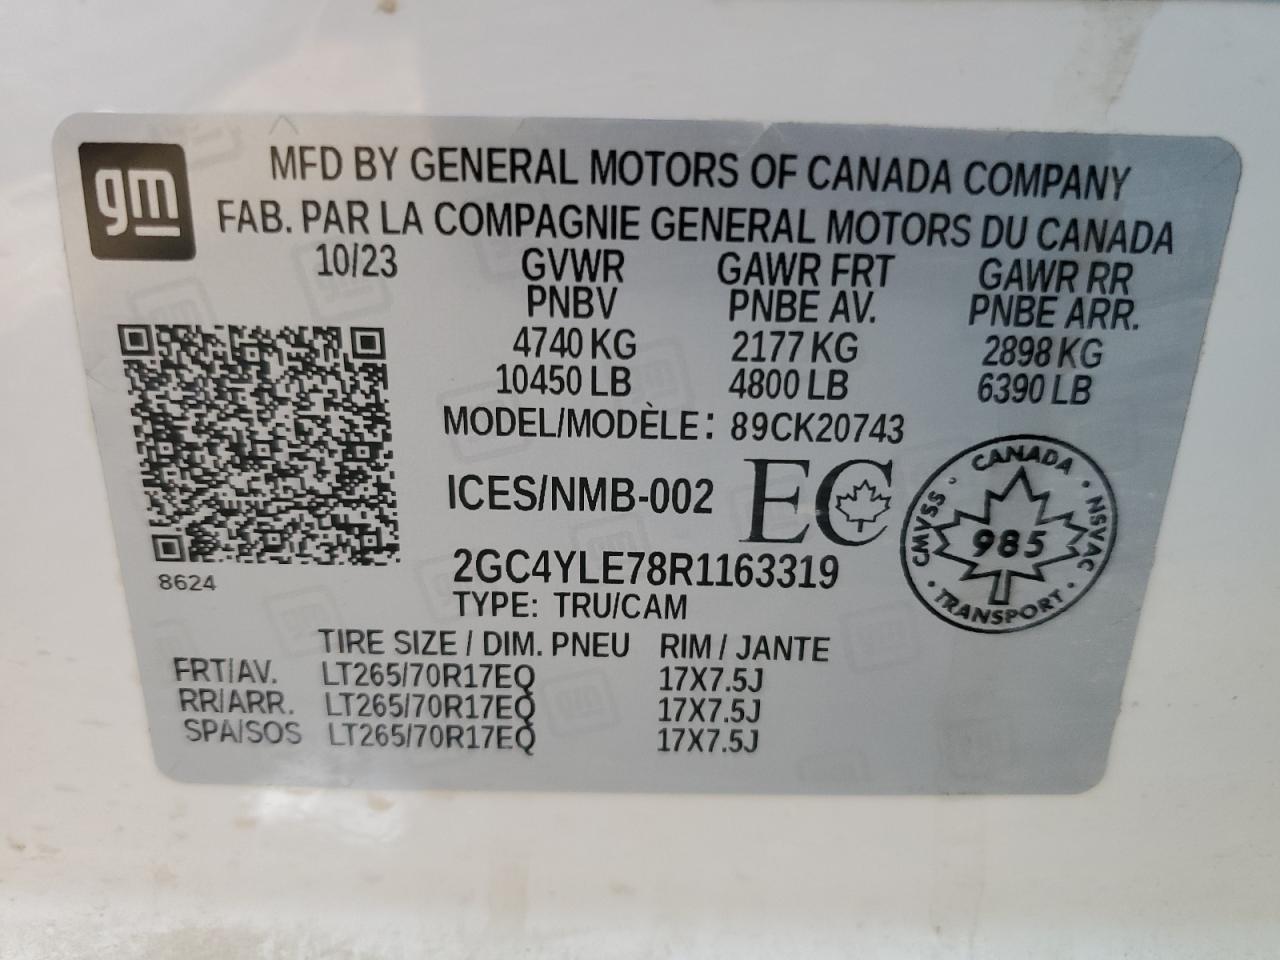 gm
MFD BY GENERAL MOTORS OF CANADA COMPANY
FAB. PAR LA COMPAGNIE GENERAL MOTORS DU CANADA
10/23 GVWR GAWR FRT GAWR RR
PNBV PNBE AV. PNBE ARR.
4740 KG 2177 KG 2898 KG
10450 LB 4800 LB 6390 LB
MODEL/MODÈLE: 89CK20743
ICES/NMB-002 EC
CANADA
CMVSS · NSVAC
985
TRANSPORT
2GC4YLE78R1163319
8624
TYPE: TRU/CAM
TIRE SIZE / DIM. PNEU RIM / JANTE
FRT/AV. LT265/70R17EQ 17X7.5J
RR/ARR. LT265/70R17EQ 17X7.5J
SPA/SOS LT265/70R17EQ 17X7.5J